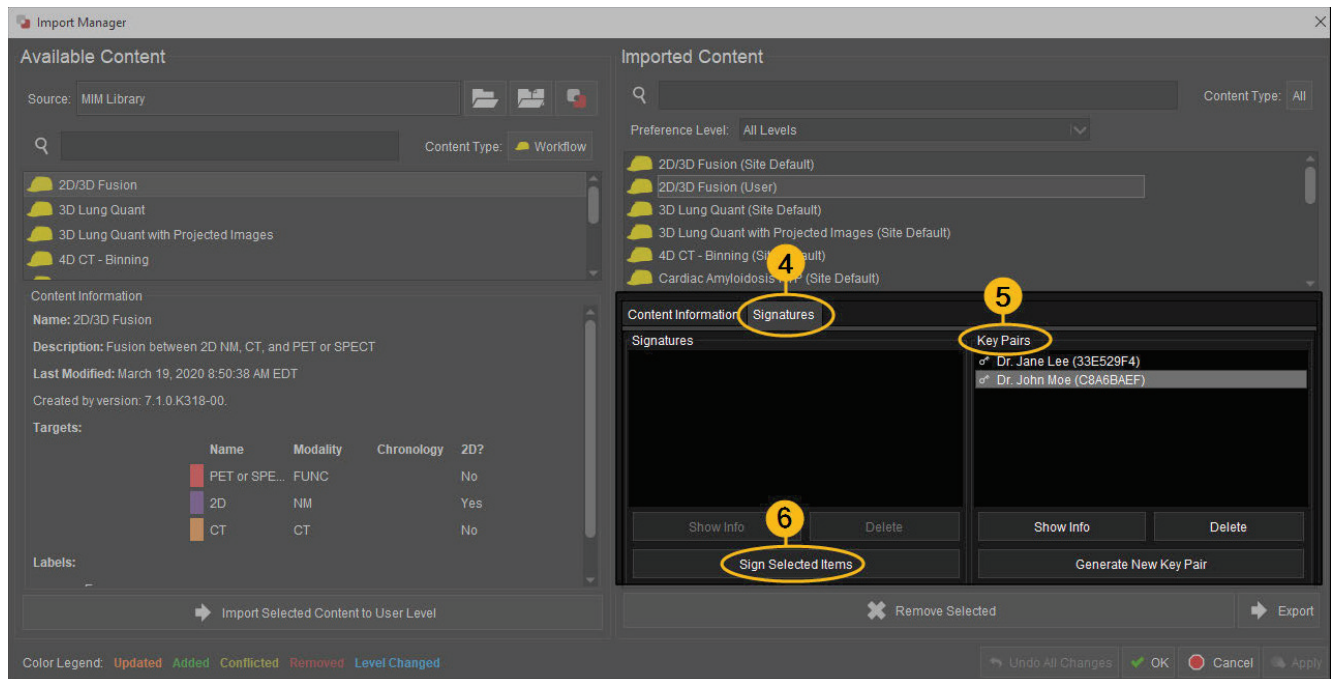 Import Manager
Available Content
Source: MIM Library
Content Type: Workflow
2D/3D Fusion
3D Lung Quant
3D Lung Quant with Projected Images
4D CT - Binning
Content Information
Name: 2D/3D Fusion
Description: Fusion between 2D NM, CT, and PET or SPECT
Last Modified: March 19, 2020 8:50:38 AM EDT
Created by version: 7.1.0.K318-00.
Targets:
Name Modality Chronology 2D?
PET or SPE... FUNC No
2D NM Yes
CT CT No
Labels:
Import Selected Content to User Level
Imported Content
Content Type: All
Preference Level: All Levels
2D/3D Fusion (Site Default)
2D/3D Fusion (User)
3D Lung Quant (Site Default)
3D Lung Quant with Projected Images (Site Default)
4D CT - Binning (Si ault)
4
Cardiac Amyloidosis (Site Default)
5
Content Information Signatures
Signatures
Key Pairs
Dr. Jane Lee (33E529F4)
Dr. John Moe (C8A6BAEF)
6
Show Info Delete
Sign Selected Items
Show Info Delete
Generate New Key Pair
Remove Selected Export
Color Legend: Updated Added Conflicted Removed Level Changed
Undo All Changes OK Cancel Apply